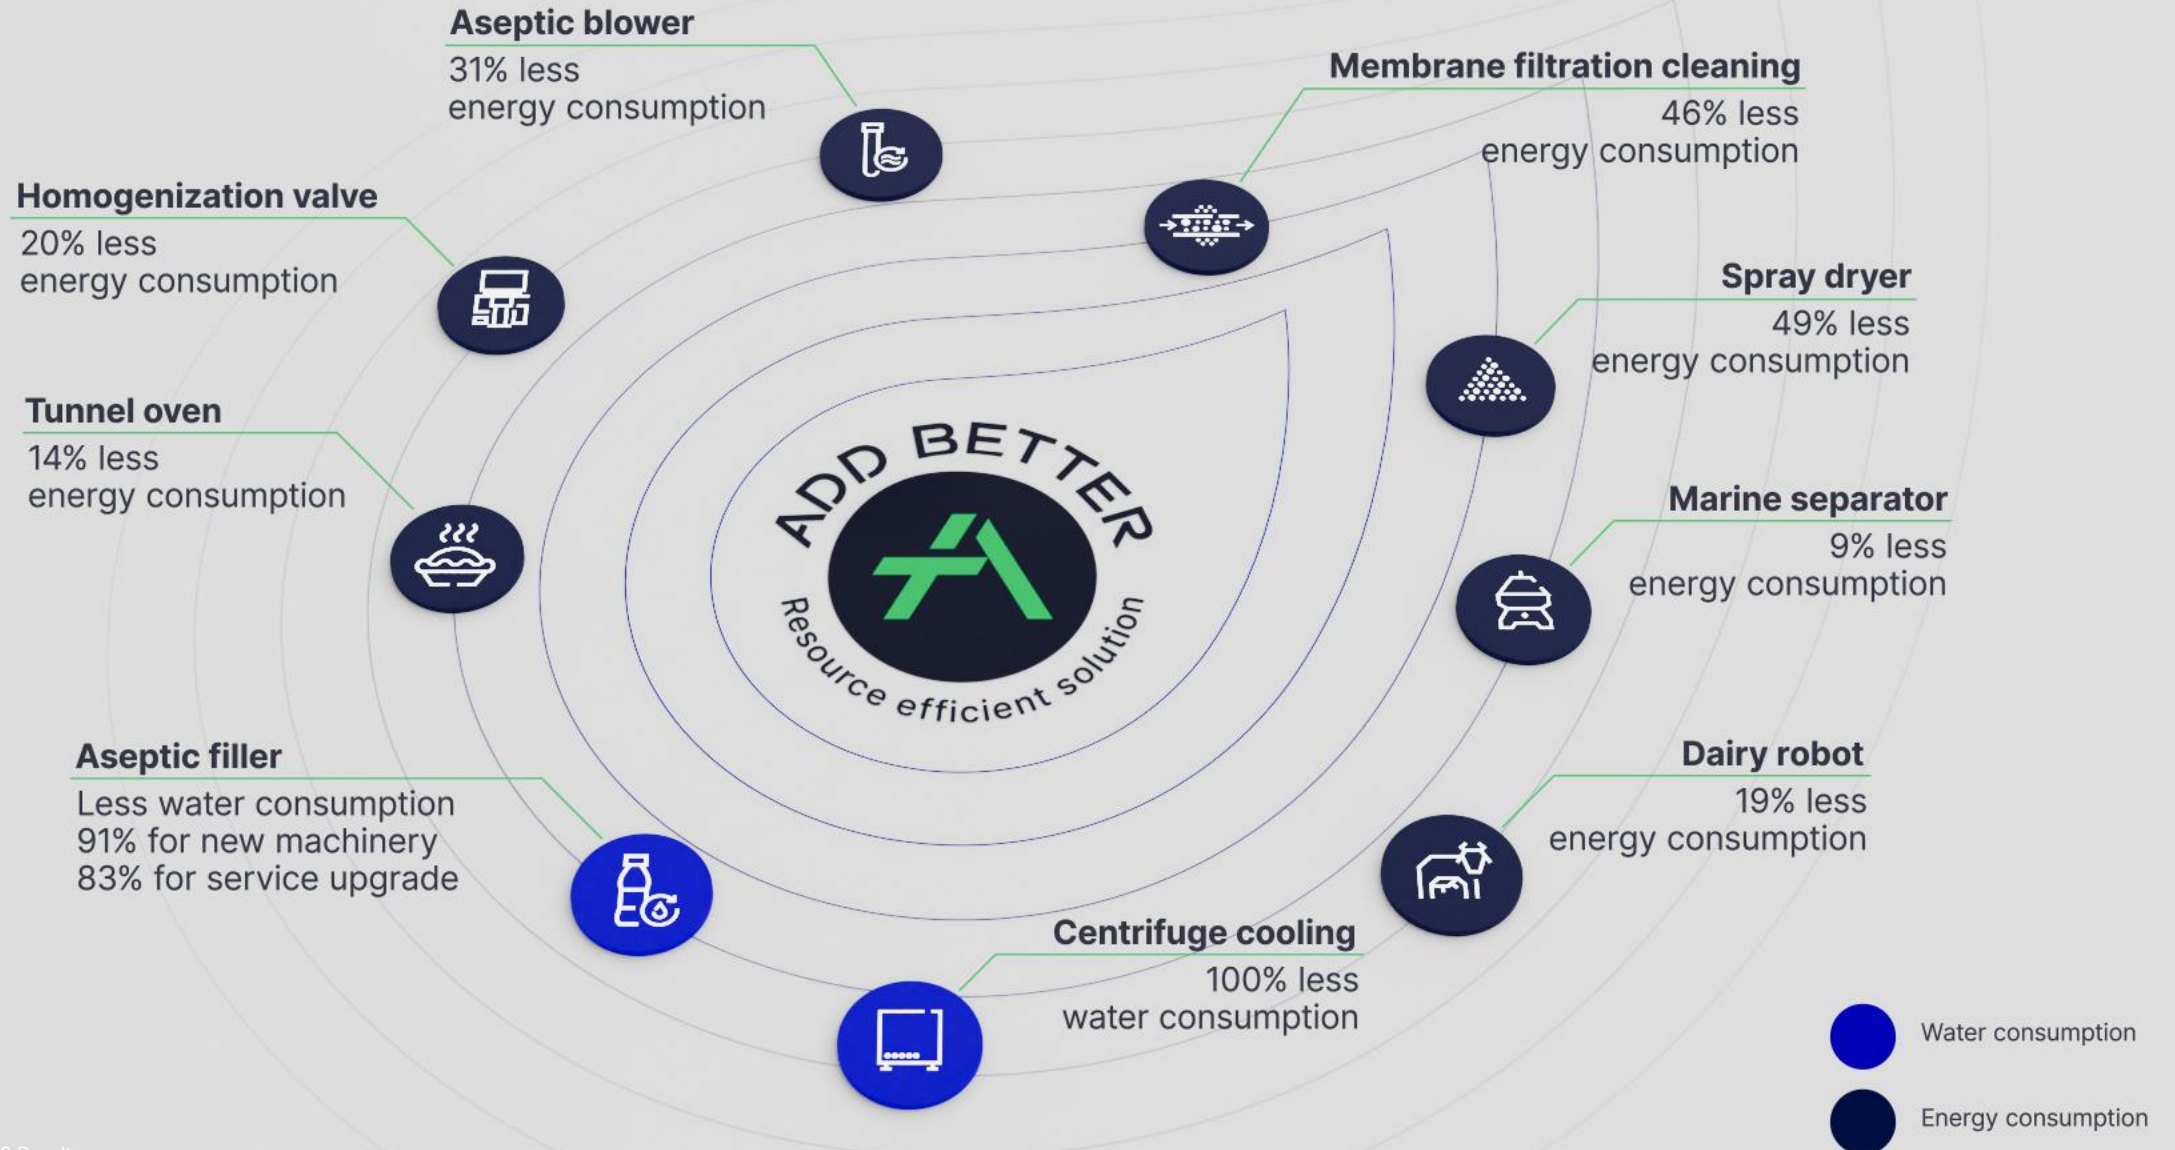 Aseptic blower
31% less
energy consumption
Membrane filtration cleaning
46% less
energy consumption
Homogenization valve
20% less
energy consumption
Spray dryer
49% less
energy consumption
Tunnel oven
14% less
energy consumption
ADD BETTER
Resource efficient solution
Marine separator
9% less
energy consumption
Aseptic filler
Less water consumption
91% for new machinery
83% for service upgrade
Dairy robot
19% less
energy consumption
Centrifuge cooling
100% less
water consumption
Water consumption
Energy consumption